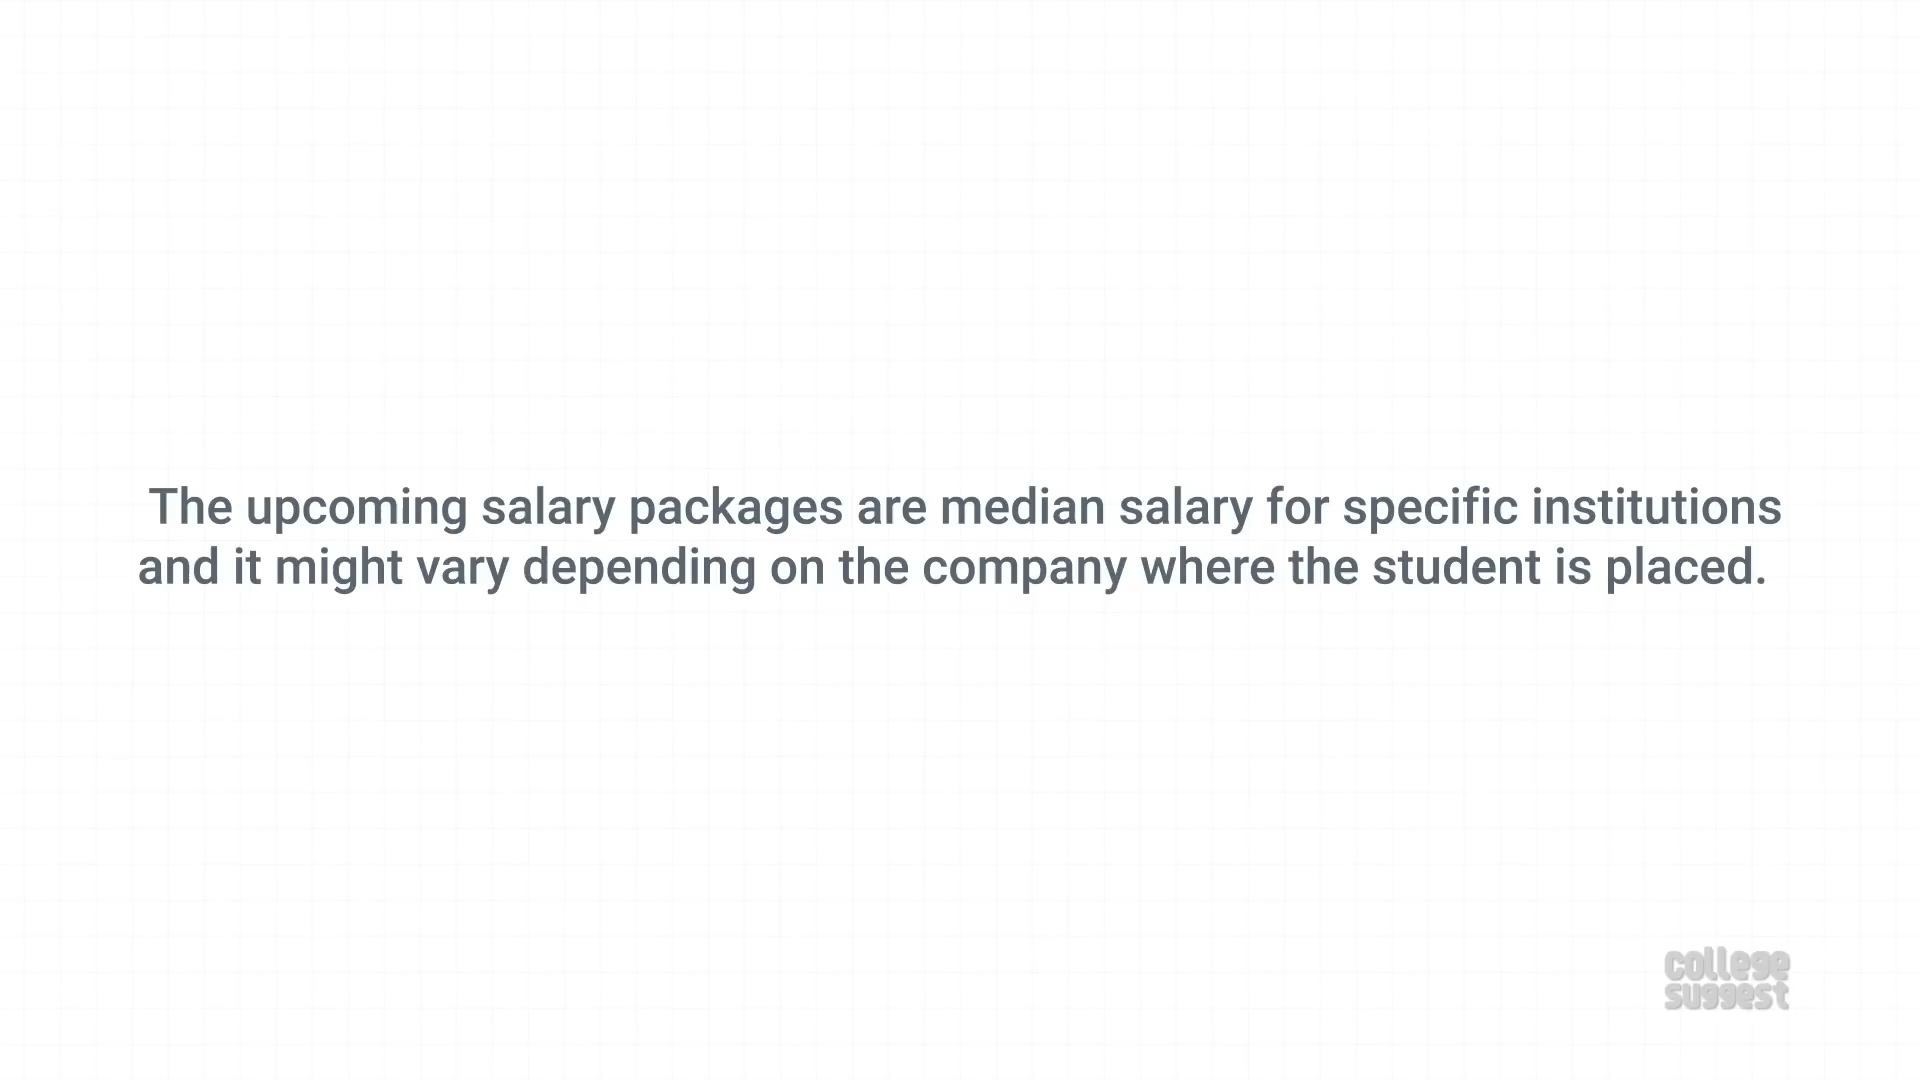 The upcoming salary packages are median salary for specific institutions
and it might vary depending on the company where the student is placed.
college
suggest